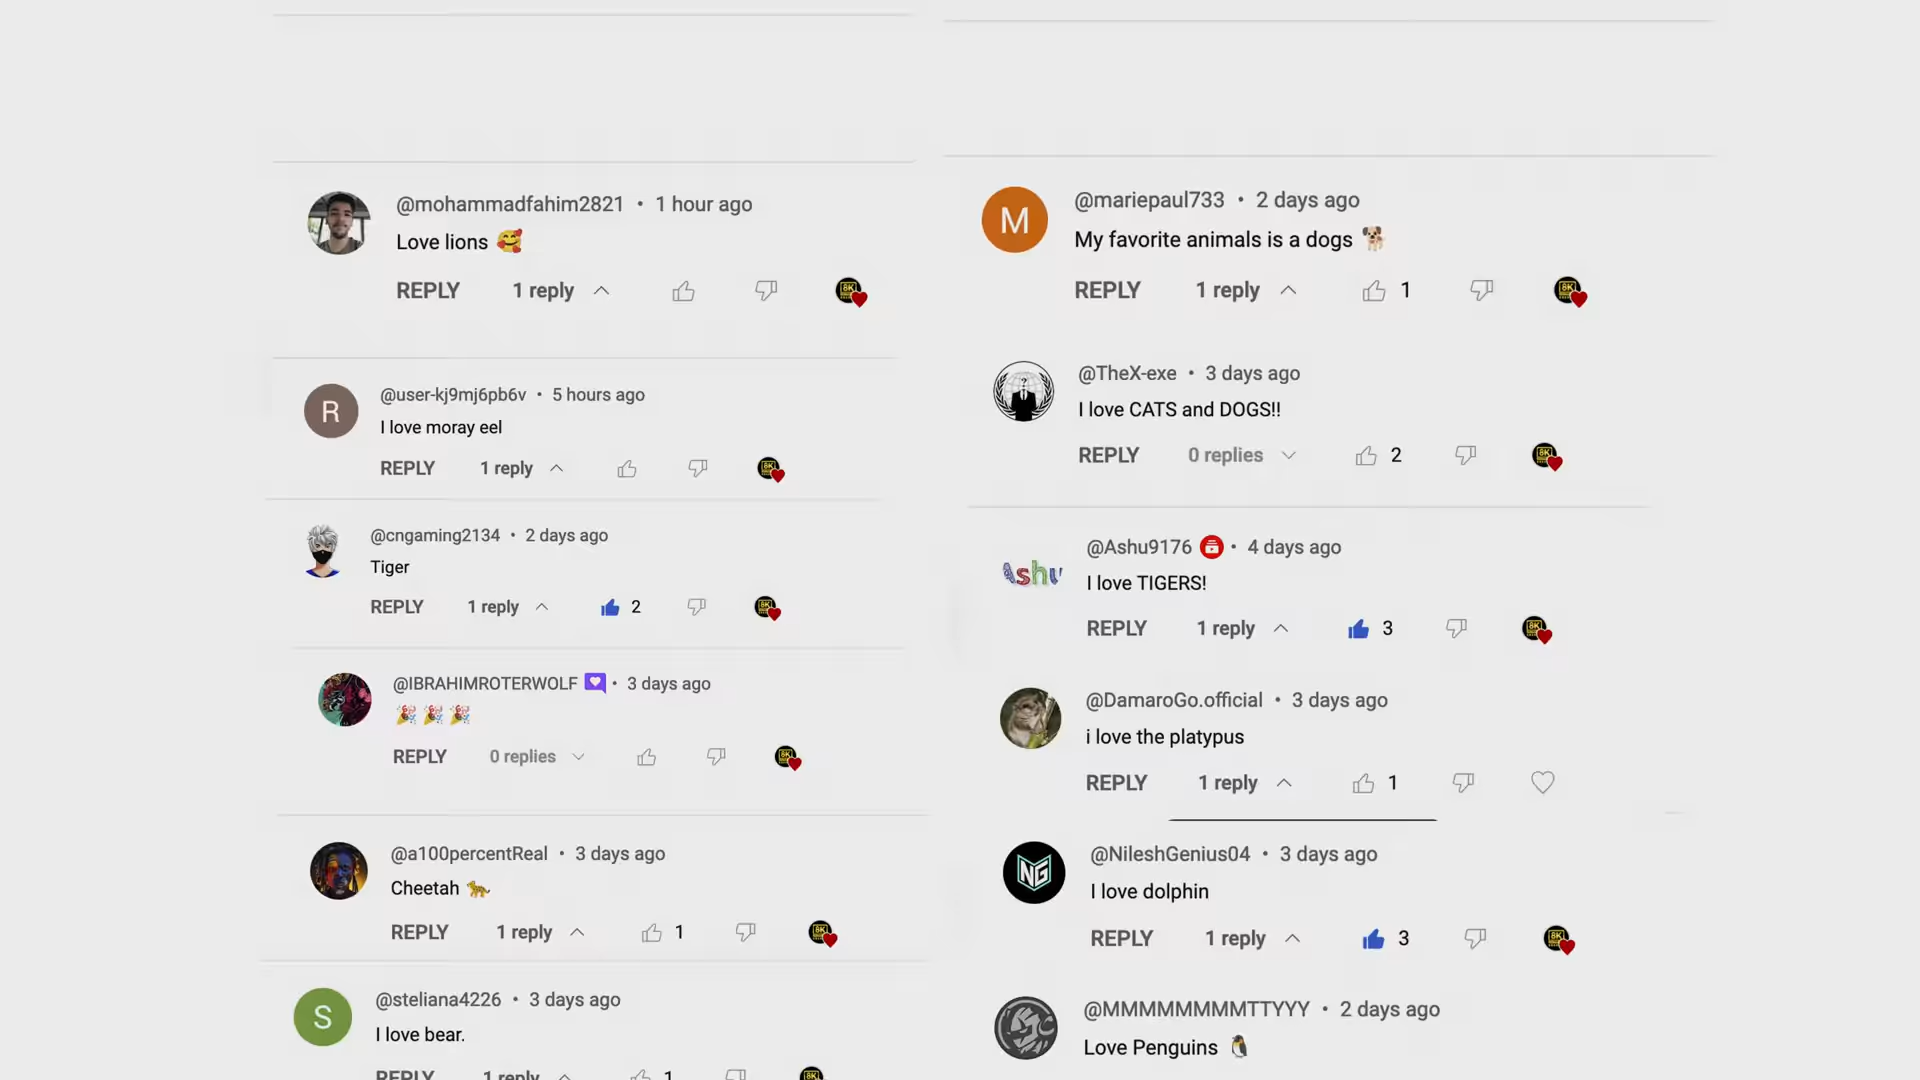 @mohammadfahim2821 • 1 hour ago
Love lions 🥰
REPLY 1 reply
@user-kj9mj6pb6v • 5 hours ago
I love moray eel
REPLY 1 reply
@cngaming2134 • 2 days ago
Tiger
REPLY 1 reply 2
@IBRAHIMROTERWOLF • 3 days ago
🎉 🎉 🎉
REPLY 0 replies
@a100percentReal • 3 days ago
Cheetah 🐆
REPLY 1 reply 1
@steliana4226 • 3 days ago
I love bear.
REPLY 1 reply 1
@mariepaul733 • 2 days ago
My favorite animals is a dogs 🐕
REPLY 1 reply 1
@TheX-exe • 3 days ago
I love CATS and DOGS!!
REPLY 0 replies 2
@Ashu9176 • 4 days ago
I love TIGERS!
REPLY 1 reply 3
@DamaroGo.official • 3 days ago
i love the platypus
REPLY 1 reply 1
@NileshGenius04 • 3 days ago
I love dolphin
REPLY 1 reply 3
@MMMMMMMMTTYYY • 2 days ago
Love Penguins 🐧
R
S
M
Ashu
NG
8K